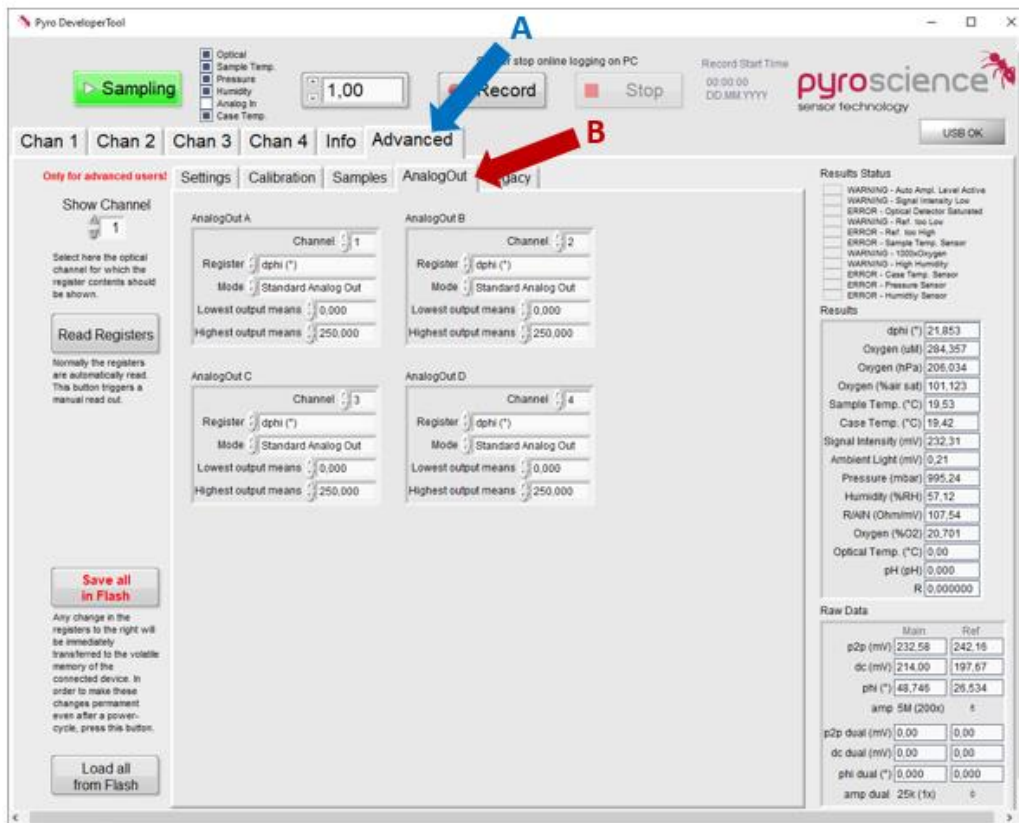 Pyro DeveloperTool
A
Optical
Sample Temp.
Pressure
Humidity
Analog In
Case Temp.
Sampling
1,00
stop online logging on PC
Record
Stop
Record Start Time
00:00:00
DD.MM.YYYY
pyroscience
sensor technology
USB OK
B
Chan 1
Chan 2
Chan 3
Chan 4
Info
Advanced
Only for advanced users!
Settings
Calibration
Samples
AnalogOut
Show Channel
1
Select here the optical
channel for which the
register contents should
be shown.
Read Registers
Normally the registers
are automatically read.
This button triggers a
manual read out.
Save all
in Flash
Any change in the
registers to the right will
be immediately
transferred to the volatile
memory of the
connected device. In
order to make these
changes permament
even after a power-
cycle, press this button.
Load all
from Flash
AnalogOut A
Channel 1
Register dphi (°)
Mode Standard Analog Out
Lowest output means 0,000
Highest output means 250,000
AnalogOut B
Channel 2
Register dphi (°)
Mode Standard Analog Out
Lowest output means 0,000
Highest output means 250,000
AnalogOut C
Channel 3
Register dphi (°)
Mode Standard Analog Out
Lowest output means 0,000
Highest output means 250,000
AnalogOut D
Channel 4
Register dphi (°)
Mode Standard Analog Out
Lowest output means 0,000
Highest output means 250,000
Results Status
WARNING - Auto Ampl. Level Active
WARNING - Signal Intensity Low
ERROR - Optical Detector Saturated
WARNING - Ref. too Low
ERROR - Ref. too High
ERROR - Sample Temp. Sensor
WARNING - 1000xOxygen
WARNING - High Humidity
ERROR - Case Temp. Sensor
ERROR - Pressure Sensor
ERROR - Humidity Sensor
Results
dphi (°) 21,853
Oxygen (uM) 284,357
Oxygen (hPa) 206,034
Oxygen (%air sat) 101,123
Sample Temp. (°C) 19,53
Case Temp. (°C) 19,42
Signal Intensity (mV) 232,31
Ambient Light (mV) 0,21
Pressure (mbar) 995,24
Humidity (%RH) 57,12
R/AIN (Ohm/mV) 107,54
Oxygen (%O2) 20,701
Optical Temp. (°C) 0,00
pH (pH) 0,000
R 0,000000
Raw Data
Main Ref
p2p (mV) 232,58 242,16
dc (mV) 214,00 197,67
phi (°) 48,746 26,534
amp 5M (200x)
p2p dual (mV) 0,00 0,00
dc dual (mV) 0,00 0,00
phi dual (°) 0,000 0,000
amp dual 25k (1x)